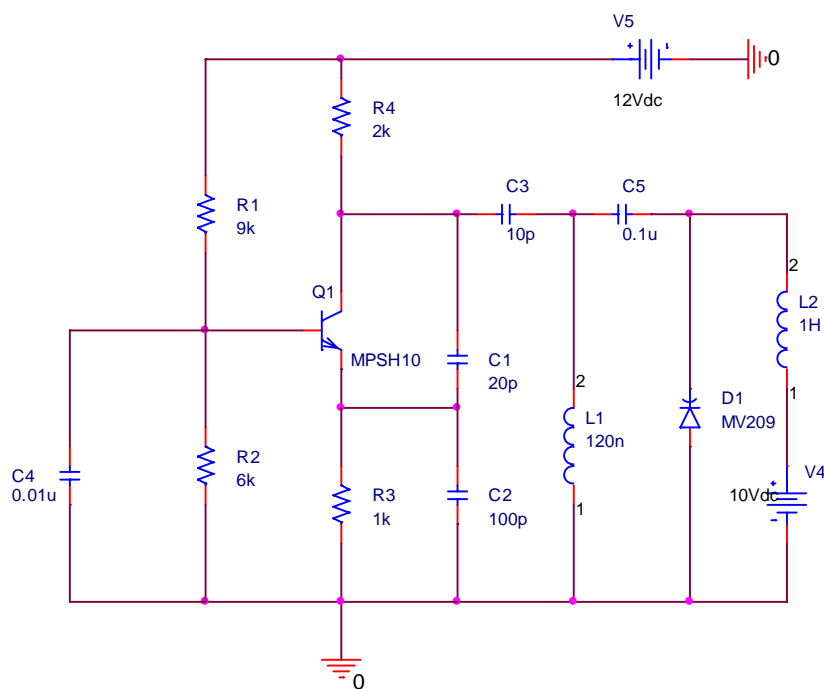 V5
12Vdc
0
R4
2k
C3
10p
C5
0.1u
R1
9k
2
L2
1H
1
Q1
MPSH10
C1
20p
2
L1
120n
1
D1
MV209
V4
10Vdc
C4
0.01u
R2
6k
R3
1k
C2
100p
0